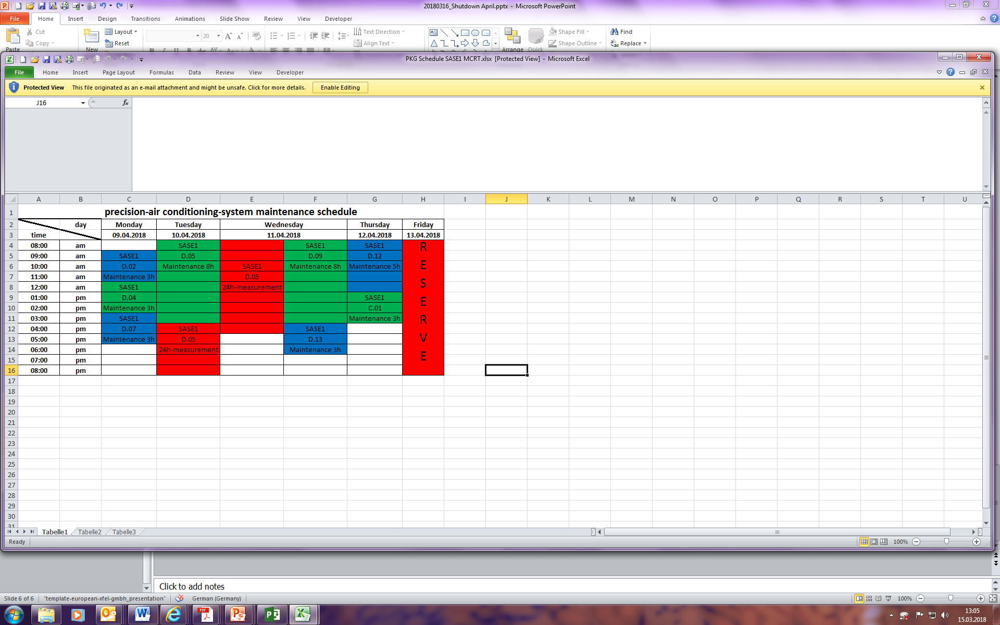 20180316_Shutdown April.pptx - Microsoft PowerPoint
File Home Insert Design Transitions Animations Slide Show Review View Developer
Cut Layout 20 Text Direction Shape Fill Find
Paste Copy New Reset Align Text Arrange Quick Shape Outline Replace
PKG Schedule SASE1 MCRT.xlsx [Protected View] - Microsoft Excel
File Home Insert Page Layout Formulas Data Review View Developer
Protected View This file originated as an e-mail attachment and might be unsafe. Click for more details. Enable Editing
J16 fx
A B C D E F G H I J K L M N O P Q R S T U
1 precision-air conditioning-system maintenance schedule
2 day Monday Tuesday Wednesday Thursday Friday
3 time 09.04.2018 10.04.2018 11.04.2018 12.04.2018 13.04.2018
4 08:00 am SASE1 SASE1 SASE1 R
5 09:00 am SASE1 D.05 D.09 D.12
6 10:00 am D.02 Maintenance 8h SASE1 Maintenance 8h Maintenance 5h E
7 11:00 am Maintenance 3h D.05
8 12:00 am SASE1 24h-measurement S
9 01:00 pm D.04 SASE1 E
10 02:00 pm Maintenance 3h C.01
11 03:00 pm SASE1 Maintenance 3h R
12 04:00 pm D.07 SASE1 SASE1
13 05:00 pm Maintenance 3h D.05 D.13 V
14 06:00 pm 24h-measurement Maintenance 3h
15 07:00 pm E
16 08:00 pm
17
18
19
20
21
22
23
24
25
26
27
28
29
30
31
Tabelle1 Tabelle2 Tabelle3
Ready 100%
Click to add notes
Slide 6 of 6 "template-european-xfel-gmbh_presentation" German (Germany) 100%
13:05
15.03.2018